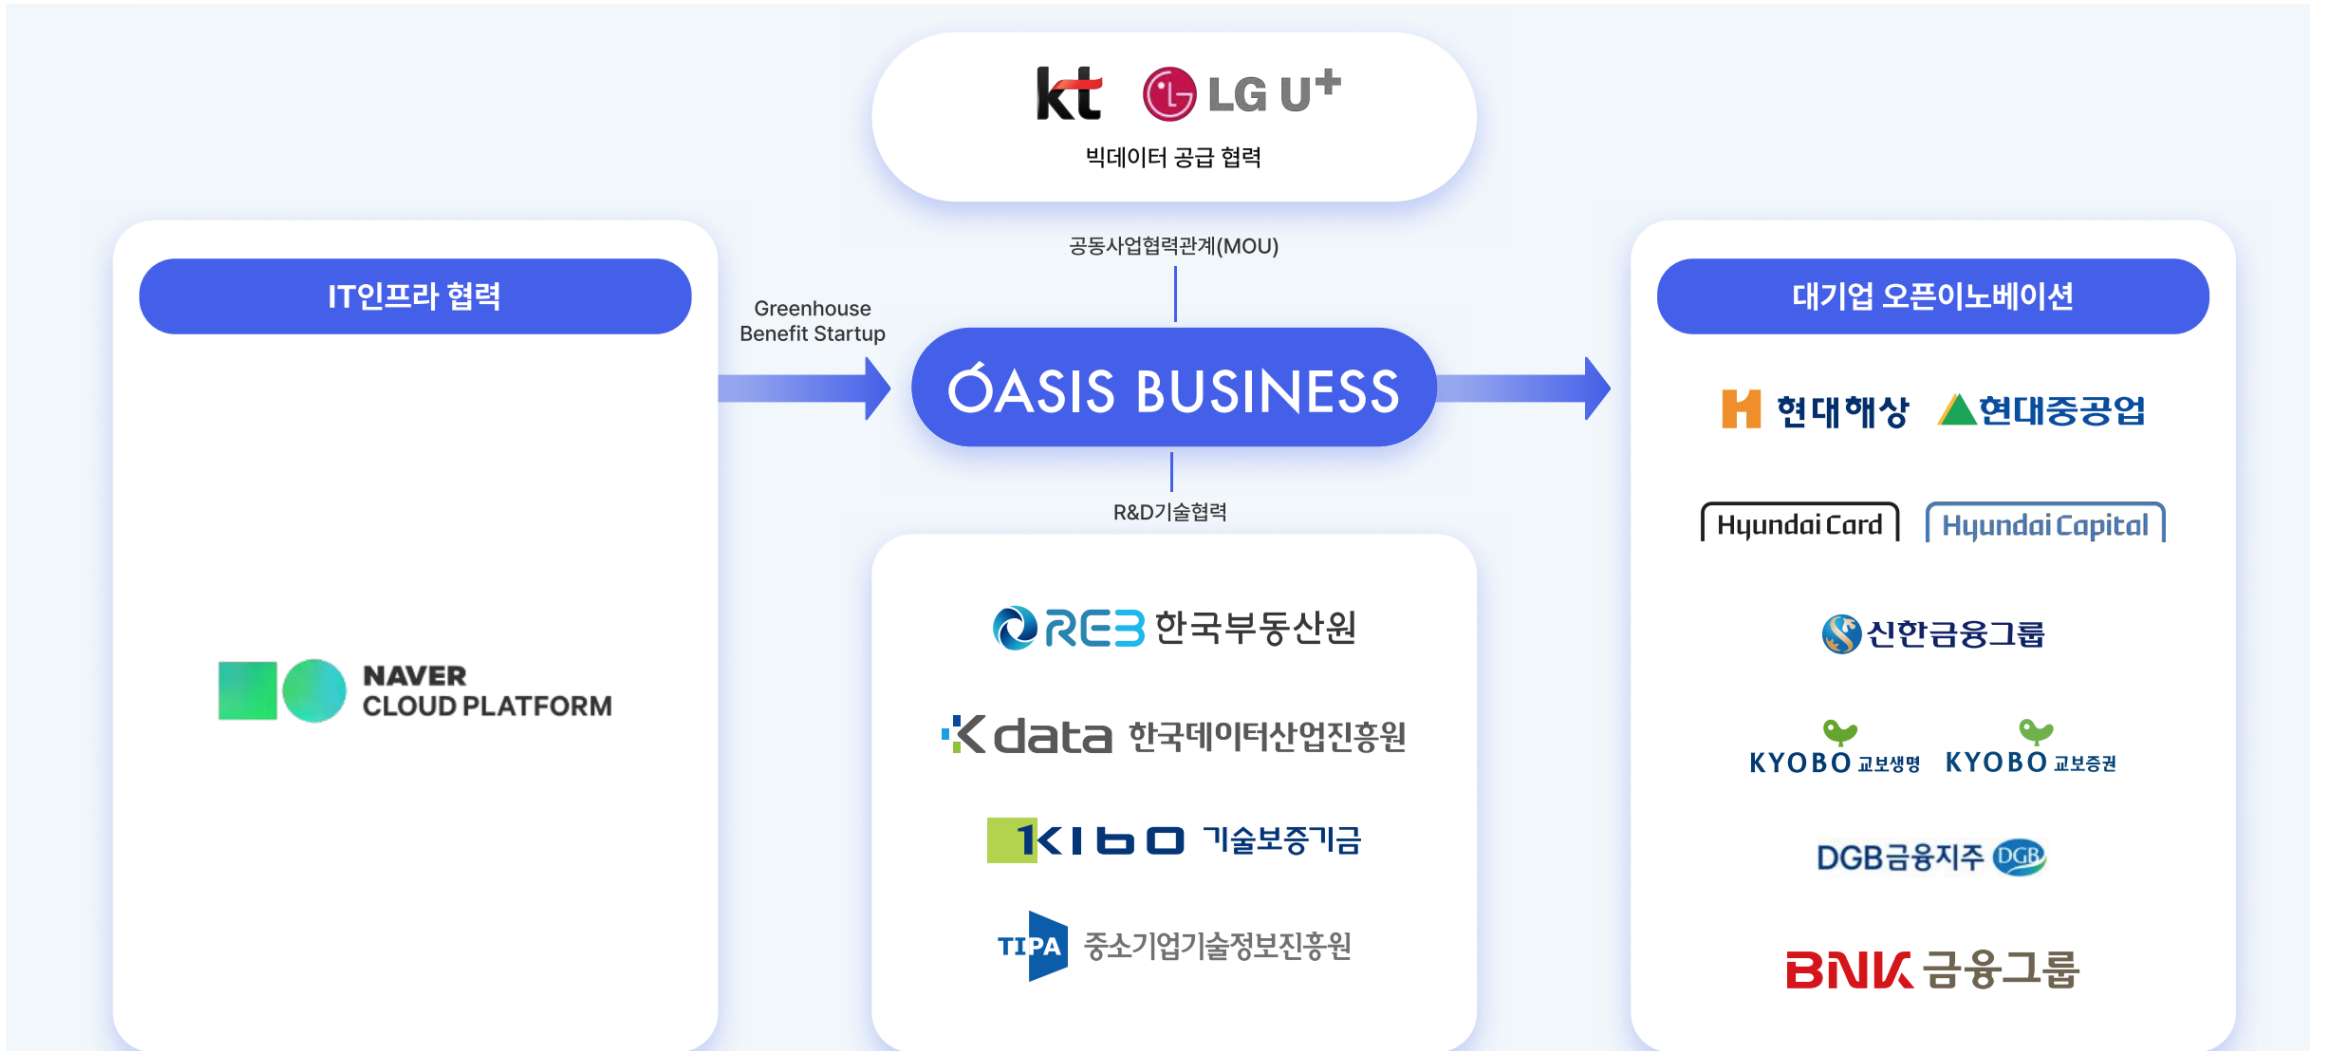 kt LG U+
빅데이터 공급 협력
공동사업협력관계(MOU)
IT인프라 협력
NAVER
CLOUD PLATFORM
Greenhouse
Benefit Startup
OASIS BUSINESS
R&D기술협력
REB 한국부동산원
Kdata 한국데이터산업진흥원
KIBO 기술보증기금
TIPA 중소기업기술정보진흥원
대기업 오픈이노베이션
현대해상 현대중공업
Hyundai Card Hyundai Capital
신한금융그룹
KYOBO 교보생명 KYOBO 교보증권
DGB금융지주 DGB
BNK 금융그룹